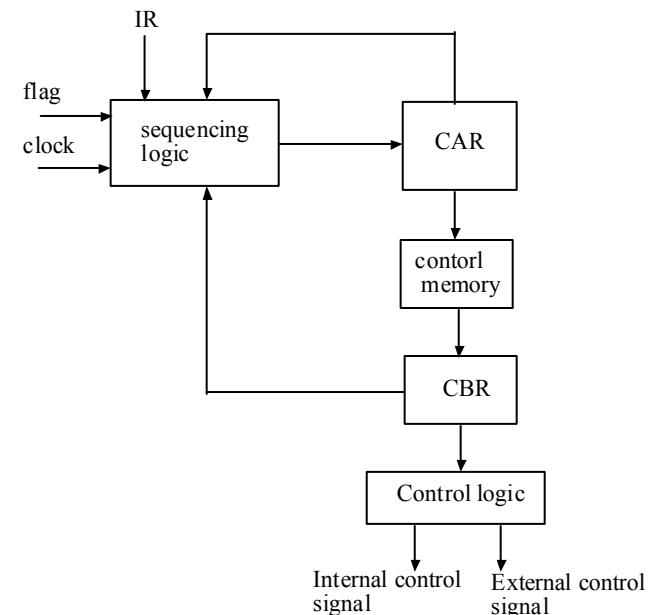 IR
flag
clock
sequencing
logic
CAR
contorl
memory
CBR
Control logic
Internal control
signal
External control
signal